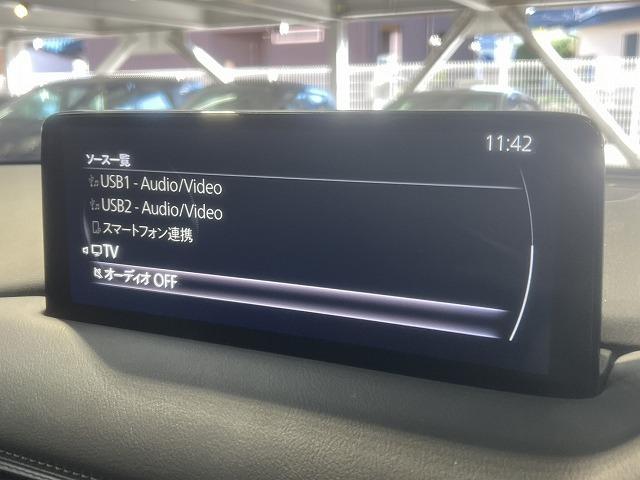 11:42
ソース一覧
USB1 - Audio/Video
USB2 - Audio/Video
スマートフォン連携
TV
オーディオ OFF